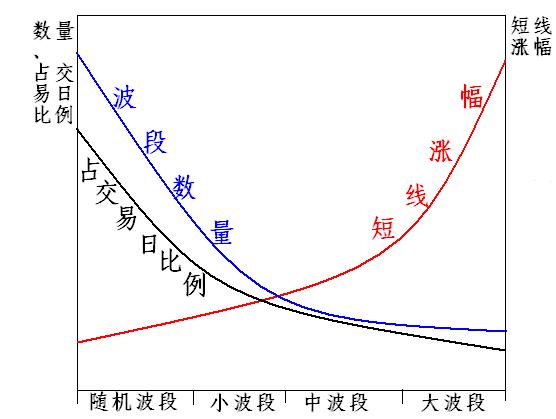 数量
、交
占日
易例
比
短线
涨幅
波段数量
占交易日比例
短线涨幅
随机波段
小波段
中波段
大波段